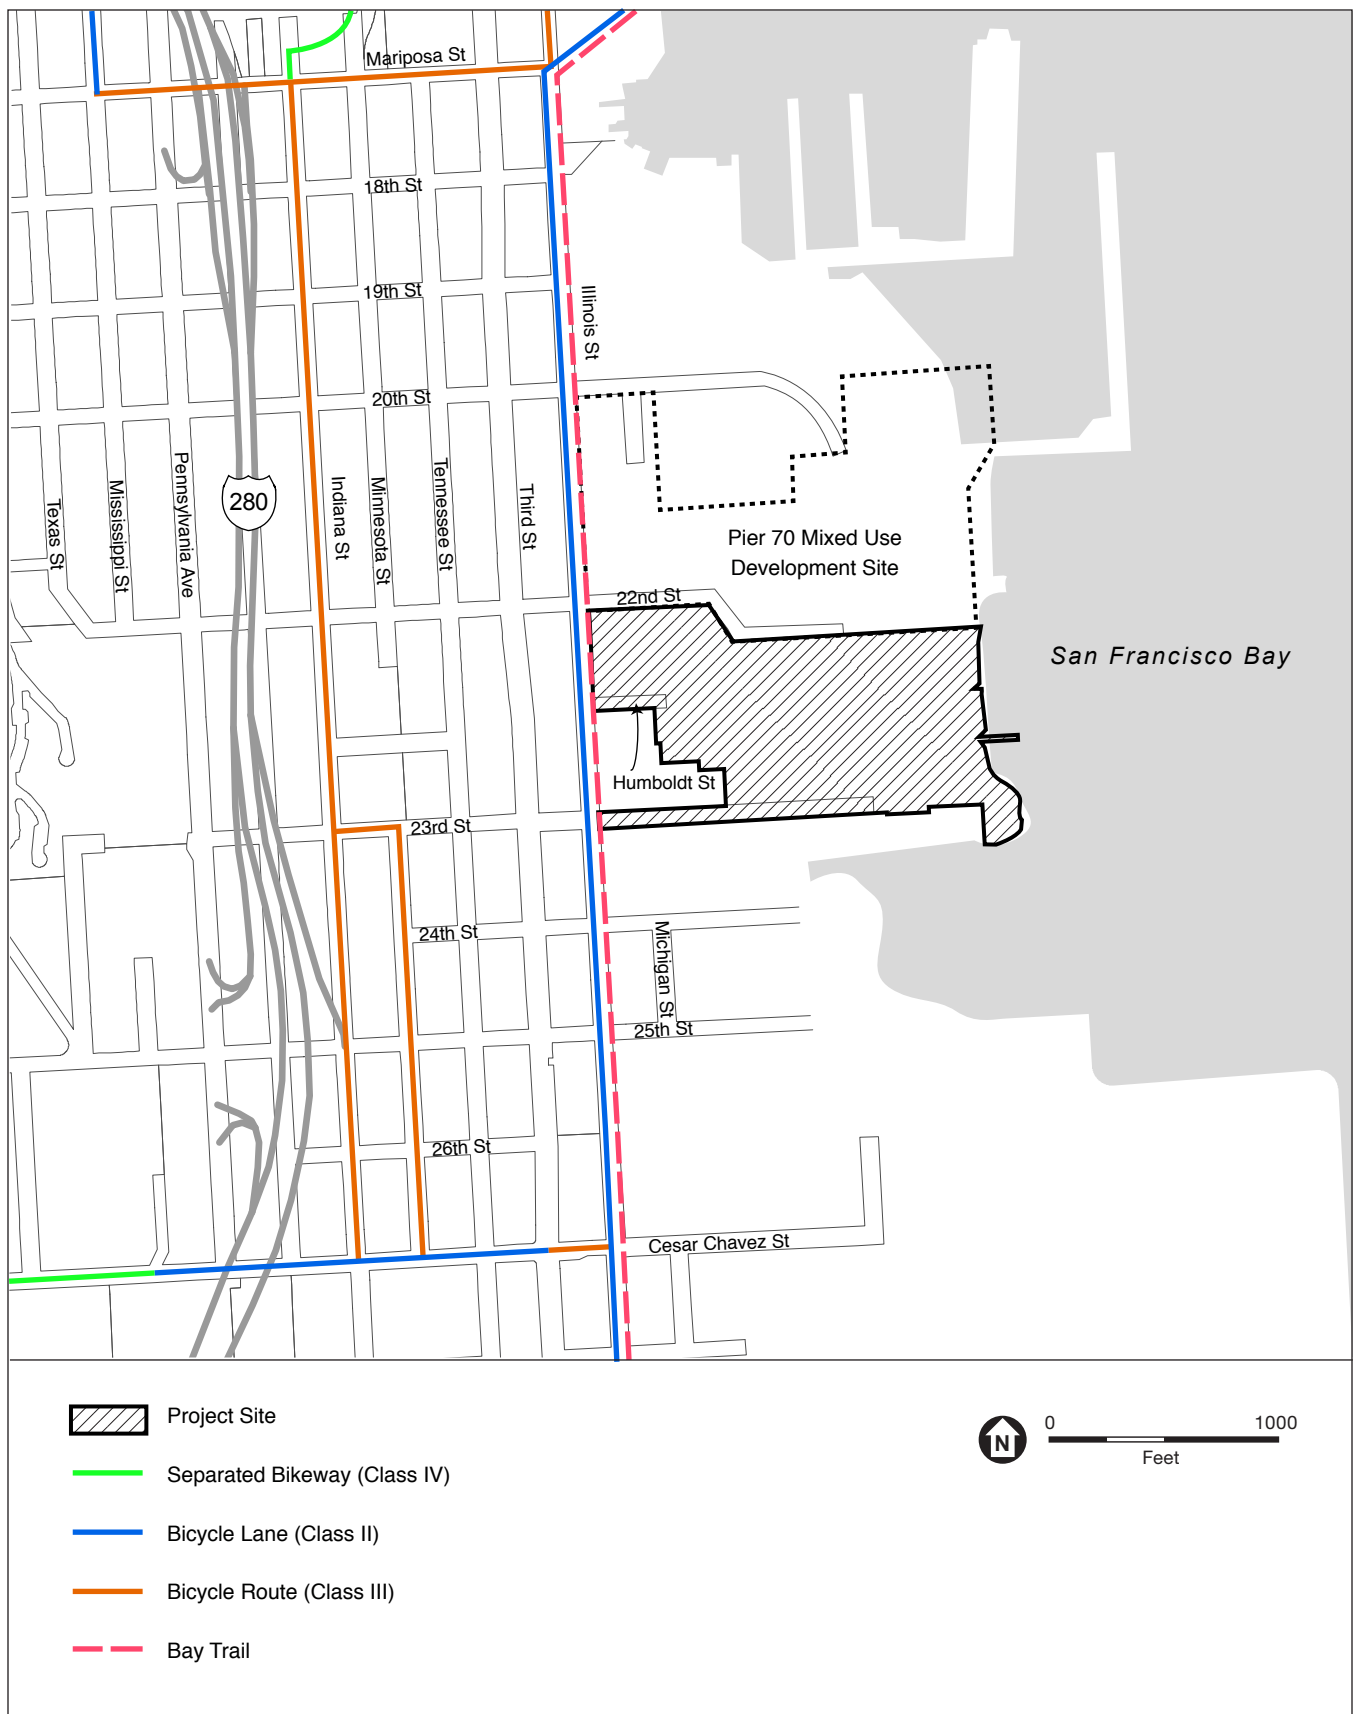 Mariposa St
18th St
19th St
Illinois St
20th St
Texas St
Mississippi St
Pennsylvania Ave
280
Indiana St
Minnesota St
Tennessee St
Third St
Pier 70 Mixed Use
Development Site
22nd St
San Francisco Bay
Humboldt St
23rd St
24th St
Michigan St
25th St
26th St
Cesar Chavez St
Project Site
Separated Bikeway (Class IV)
Bicycle Lane (Class II)
Bicycle Route (Class III)
Bay Trail
N
0 1000
Feet